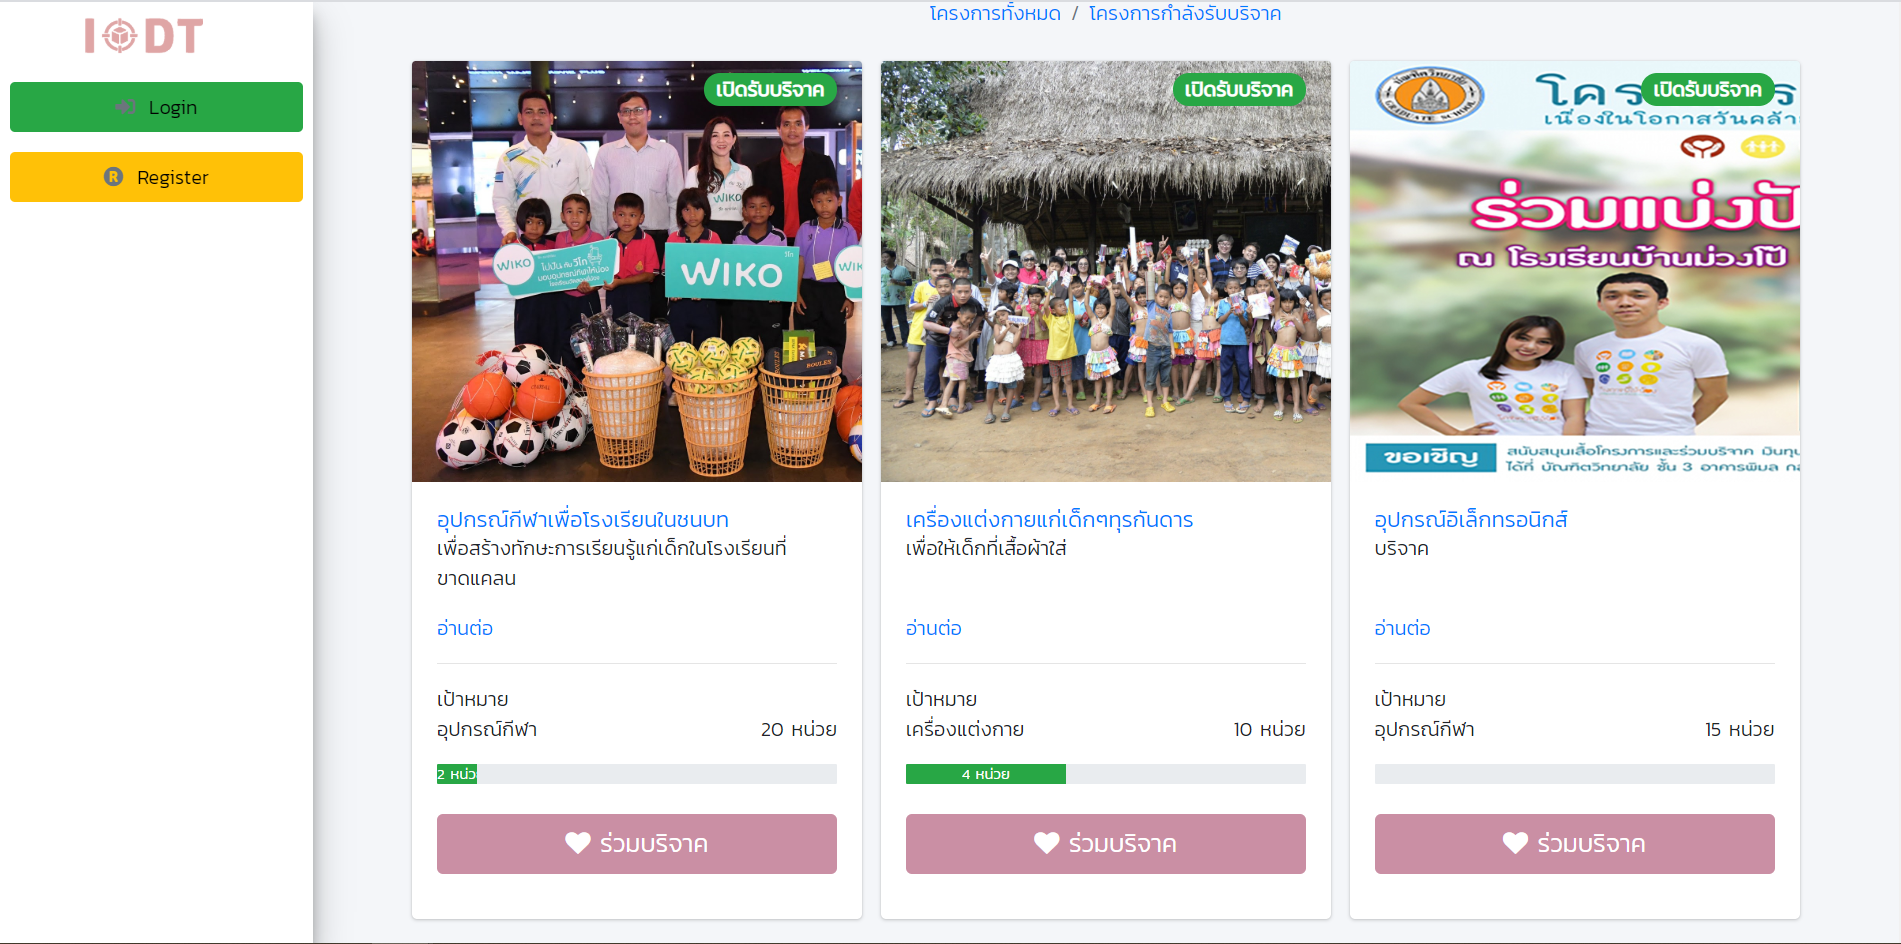 IODT
Login
Register
โครงการทั้งหมด / โครงการกำลังรับบริจาค
เปิดรับบริจาค
WIKO
WIKO
WIKO
อุปกรณ์กีฬาเพื่อโรงเรียนในชนบท
เพื่อสร้างทักษะการเรียนรู้แก่เด็กในโรงเรียนที่
ขาดแคลน
อ่านต่อ
เป้าหมาย
อุปกรณ์กีฬา 20 หน่วย
2 หน่ว
ร่วมบริจาค
เปิดรับบริจาค
เครื่องแต่งกายแก่เด็กๆทุรกันดาร
เพื่อให้เด็กที่เสื้อผ้าใส่
อ่านต่อ
เป้าหมาย
เครื่องแต่งกาย 10 หน่วย
4 หน่วย
ร่วมบริจาค
บัณฑิตวิทยาลัย
GRADUATE SCHOOL
เปิดรับบริจาค
เนื่องในโอกาสวันคล้า
ร่วมแบ่งปั
ณ โรงเรียนบ้านม่วงโป้
ขอเชิญ
สนับสนุนเสื้อโครงการและร่วมบริจาค
ได้ที่ บัณฑิตวิทยาลัย ชั้น 3 อาคารพิมล
อุปกรณ์อิเล็กทรอนิกส์
บริจาค
อ่านต่อ
เป้าหมาย
อุปกรณ์กีฬา 15 หน่วย
ร่วมบริจาค